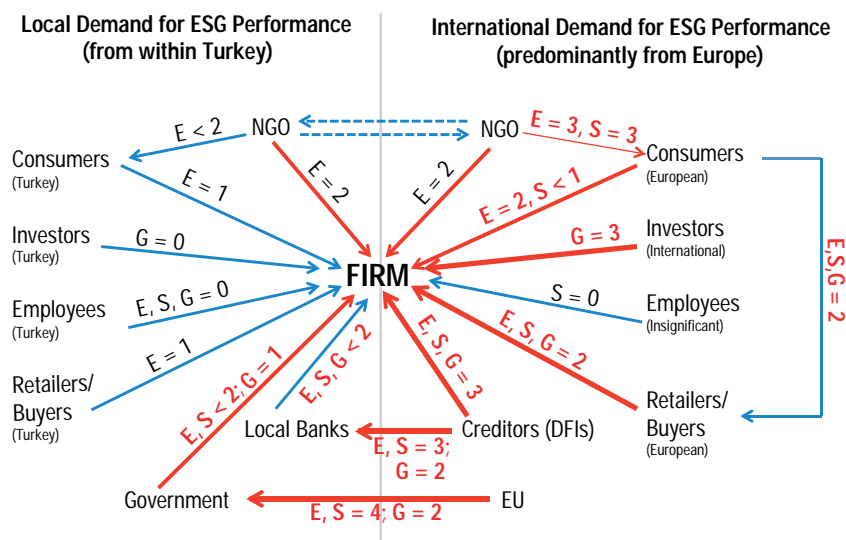 Local Demand for ESG Performance
(from within Turkey)
International Demand for ESG Performance
(predominantly from Europe)
E < 2
NGO
NGO
E = 3, S = 3
Consumers
(Turkey)
Consumers
(European)
E = 1
E = 2
E = 2
E = 2, S < 1
Investors
(Turkey)
G = 0
G = 3
Investors
(International)
FIRM
E,S,G = 2
Employees
(Turkey)
E, S, G = 0
S = 0
Employees
(Insignificant)
E = 1
E, S < 2; G = 1
E, S, G < 2
E, S, G = 3
E, S, G = 2
Retailers/
Buyers
(Turkey)
Retailers/
Buyers
(European)
Local Banks
Creditors (DFIs)
E, S = 3;
G = 2
Government
EU
E, S = 4; G = 2